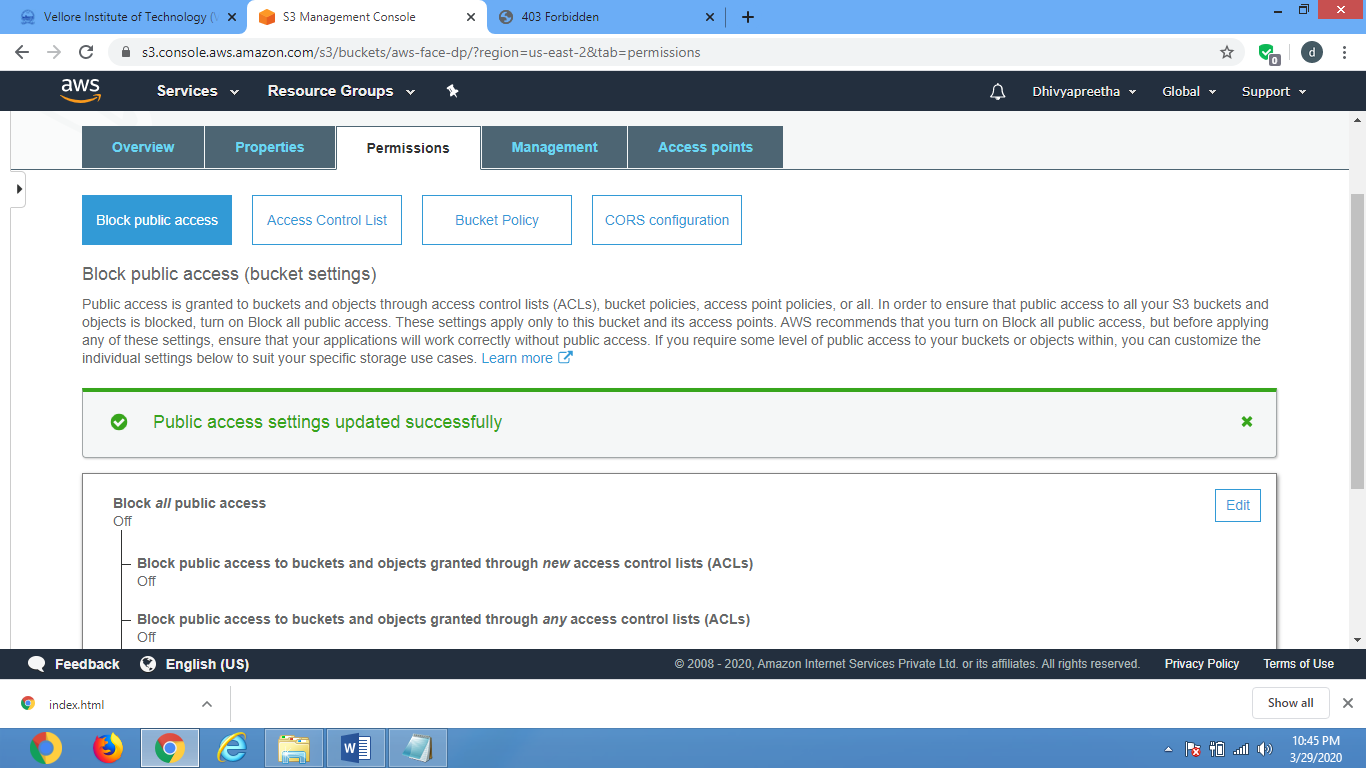 Vellore Institute of Technology (
S3 Management Console
403 Forbidden
s3.console.aws.amazon.com/s3/buckets/aws-face-dp/?region=us-east-2&tab=permissions
0
d
aws
Services
Resource Groups
Dhivyapreetha
Global
Support
Overview
Properties
Permissions
Management
Access points
Block public access
Access Control List
Bucket Policy
CORS configuration
Block public access (bucket settings)
Public access is granted to buckets and objects through access control lists (ACLs), bucket policies, access point policies, or all. In order to ensure that public access to all your S3 buckets and
objects is blocked, turn on Block all public access. These settings apply only to this bucket and its access points. AWS recommends that you turn on Block all public access, but before applying
any of these settings, ensure that your applications will work correctly without public access. If you require some level of public access to your buckets or objects within, you can customize the
individual settings below to suit your specific storage use cases. Learn more
Public access settings updated successfully
Block all public access
Edit
Off
Block public access to buckets and objects granted through new access control lists (ACLs)
Off
Block public access to buckets and objects granted through any access control lists (ACLs)
Off
Feedback
English (US)
© 2008 - 2020, Amazon Internet Services Private Ltd. or its affiliates. All rights reserved.
Privacy Policy
Terms of Use
index.html
Show all
10:45 PM
3/29/2020